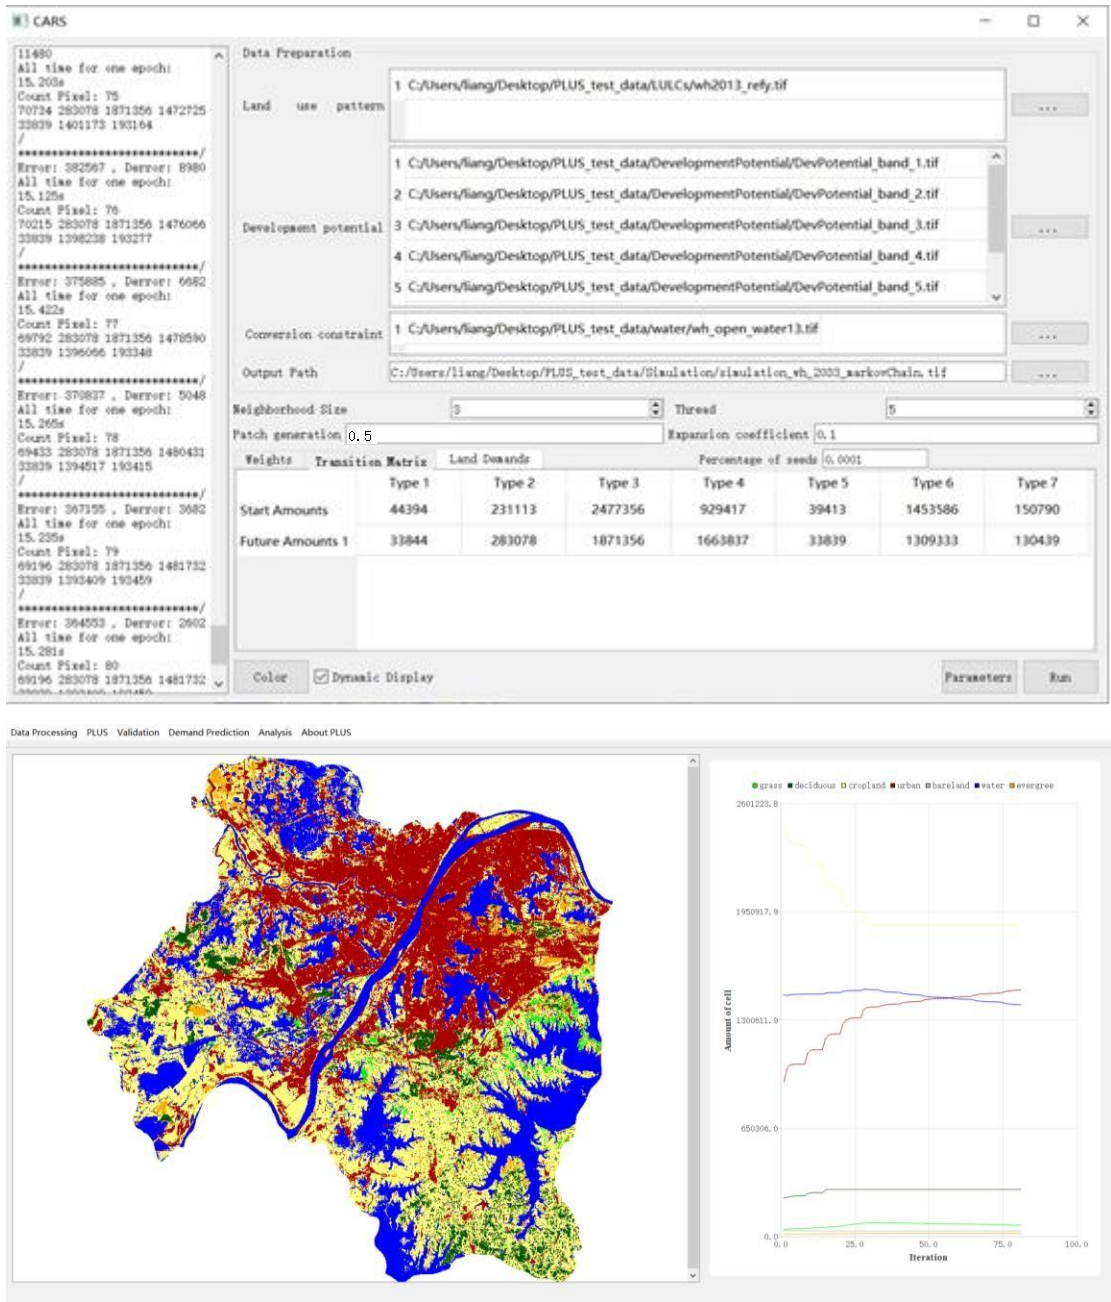 CARS
11480
All time for one epoch:
15.203s
Count Pixel: 75
70734 283078 1871356 1472725
33839 1401173 193164
/
****************************/
Error: 382567 , Derror: 8980
All time for one epoch:
15.125s
Count Pixel: 76
70215 283078 1871356 1476066
33839 1398238 193277
/
****************************/
Error: 375885 , Derror: 6682
All time for one epoch:
15.422s
Count Pixel: 77
69792 283078 1871356 1478590
33839 1396066 193348
/
****************************/
Error: 370837 , Derror: 5048
All time for one epoch:
15.265s
Count Pixel: 78
69433 283078 1871356 1480431
33839 1394517 193415
/
****************************/
Error: 367155 , Derror: 3682
All time for one epoch:
15.235s
Count Pixel: 79
69196 283078 1871356 1481732
33839 1393409 193459
/
****************************/
Error: 364553 , Derror: 2602
All time for one epoch:
15.281s
Count Pixel: 80
69196 283078 1871356 1481732
Data Preparation
Land use pattern
1 C:/Users/liang/Desktop/PLUS_test_data/LULCs/wh2013_refy.tif
...
Development potential
1 C:/Users/liang/Desktop/PLUS_test_data/DevelopmentPotential/DevPotential_band_1.tif
2 C:/Users/liang/Desktop/PLUS_test_data/DevelopmentPotential/DevPotential_band_2.tif
3 C:/Users/liang/Desktop/PLUS_test_data/DevelopmentPotential/DevPotential_band_3.tif
4 C:/Users/liang/Desktop/PLUS_test_data/DevelopmentPotential/DevPotential_band_4.tif
5 C:/Users/liang/Desktop/PLUS_test_data/DevelopmentPotential/DevPotential_band_5.tif
...
Conversion constraint
1 C:/Users/liang/Desktop/PLUS_test_data/water/wh_open_water13.tif
...
Output Path C:/Users/liang/Desktop/PLUS_test_data/Simulation/simulation_wh_2033_markovChain.tif ...
Neighborhood Size 3 Thread 5
Patch generation 0.5 Expansion coefficient 0.1
Weights Transition Matrix Land Demands Percentage of seeds 0.0001
Type 1 Type 2 Type 3 Type 4 Type 5 Type 6 Type 7
Start Amounts 44394 231113 2477356 929417 39413 1453586 150790
Future Amounts 1 33844 283078 1871356 1663837 33839 1309333 130439
Color Dynamic Display Parameters Run
Data Processing PLUS Validation Demand Prediction Analysis About PLUS
grass deciduous cropland urban bareland water evergree
2601223.8
1950917.9
1300611.9
650306.0
0.0
Amount of cell
0.0 25.0 50.0 75.0 100.0
Iteration